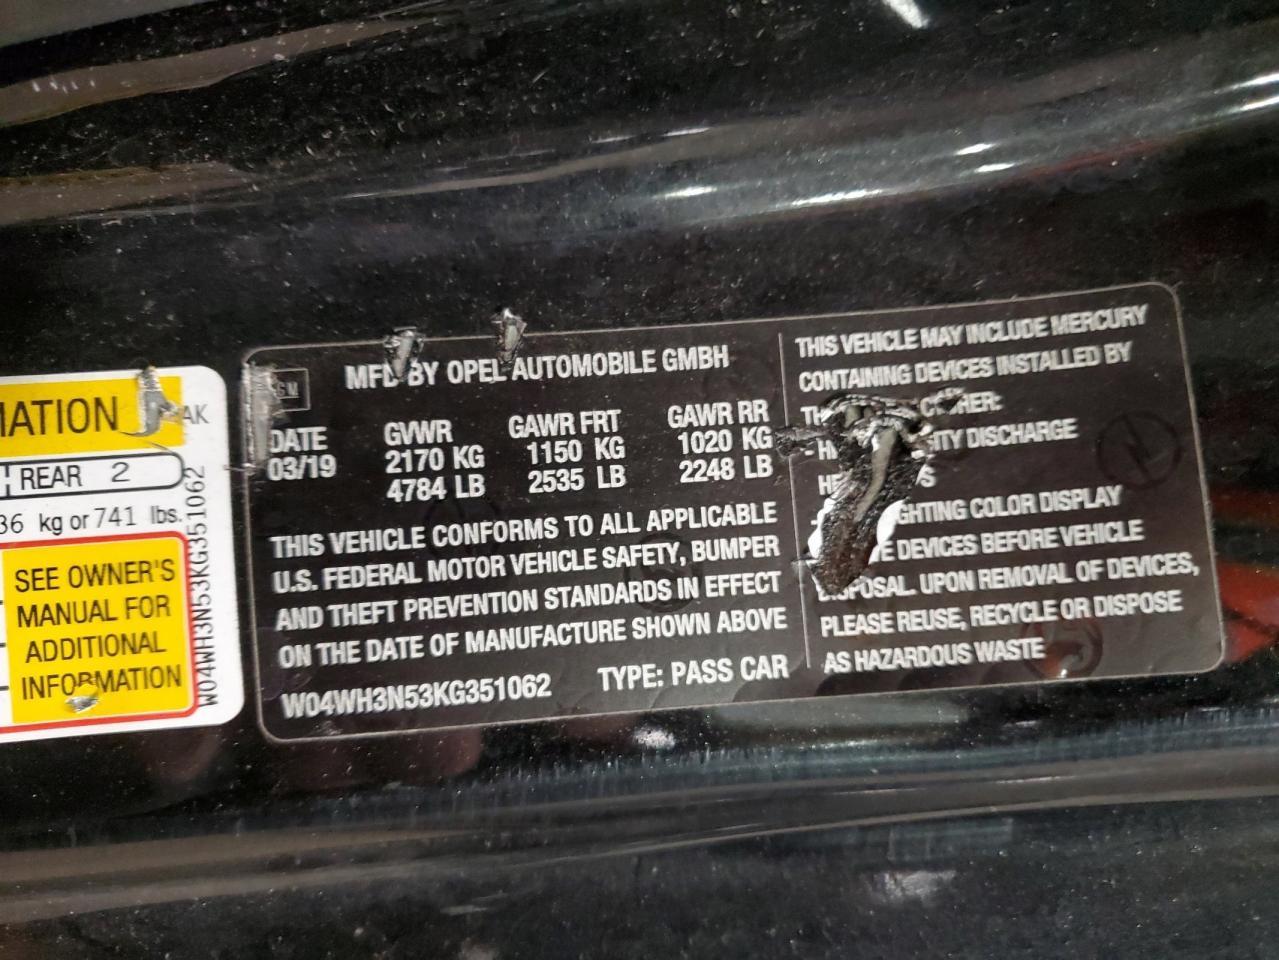 MATION
AK
REAR 2
36 kg or 741 lbs.
SEE OWNER'S
MANUAL FOR
ADDITIONAL
INFORMATION
W04WH3N53KG351062
GM
MFD BY OPEL AUTOMOBILE GMBH
DATE
03/19
GVWR
2170 KG
4784 LB
GAWR FRT
1150 KG
2535 LB
GAWR RR
1020 KG
2248 LB
THIS VEHICLE CONFORMS TO ALL APPLICABLE
U.S. FEDERAL MOTOR VEHICLE SAFETY, BUMPER
AND THEFT PREVENTION STANDARDS IN EFFECT
ON THE DATE OF MANUFACTURE SHOWN ABOVE
W04WH3N53KG351062 TYPE: PASS CAR
THIS VEHICLE MAY INCLUDE MERCURY
CONTAINING DEVICES INSTALLED BY
DISCHARGE
COLOR DISPLAY
DEVICES BEFORE VEHICLE
DISPOSAL. UPON REMOVAL OF DEVICES,
PLEASE REUSE, RECYCLE OR DISPOSE
AS HAZARDOUS WASTE